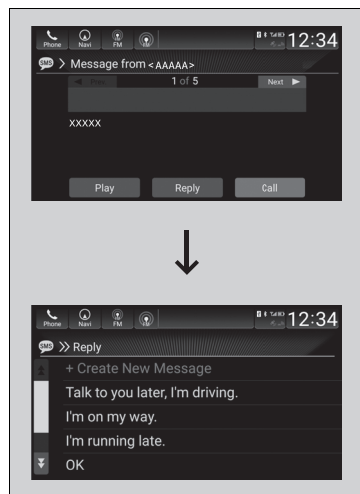 Phone Navi FM
12:34
SMS > Message from <AAAAA>
◄ Prev. 1 of 5 Next ►
xxxxx
Play Reply Call
Phone Navi FM
12:34
SMS >> Reply
+ Create New Message
Talk to you later, I'm driving.
I'm on my way.
I'm running late.
OK